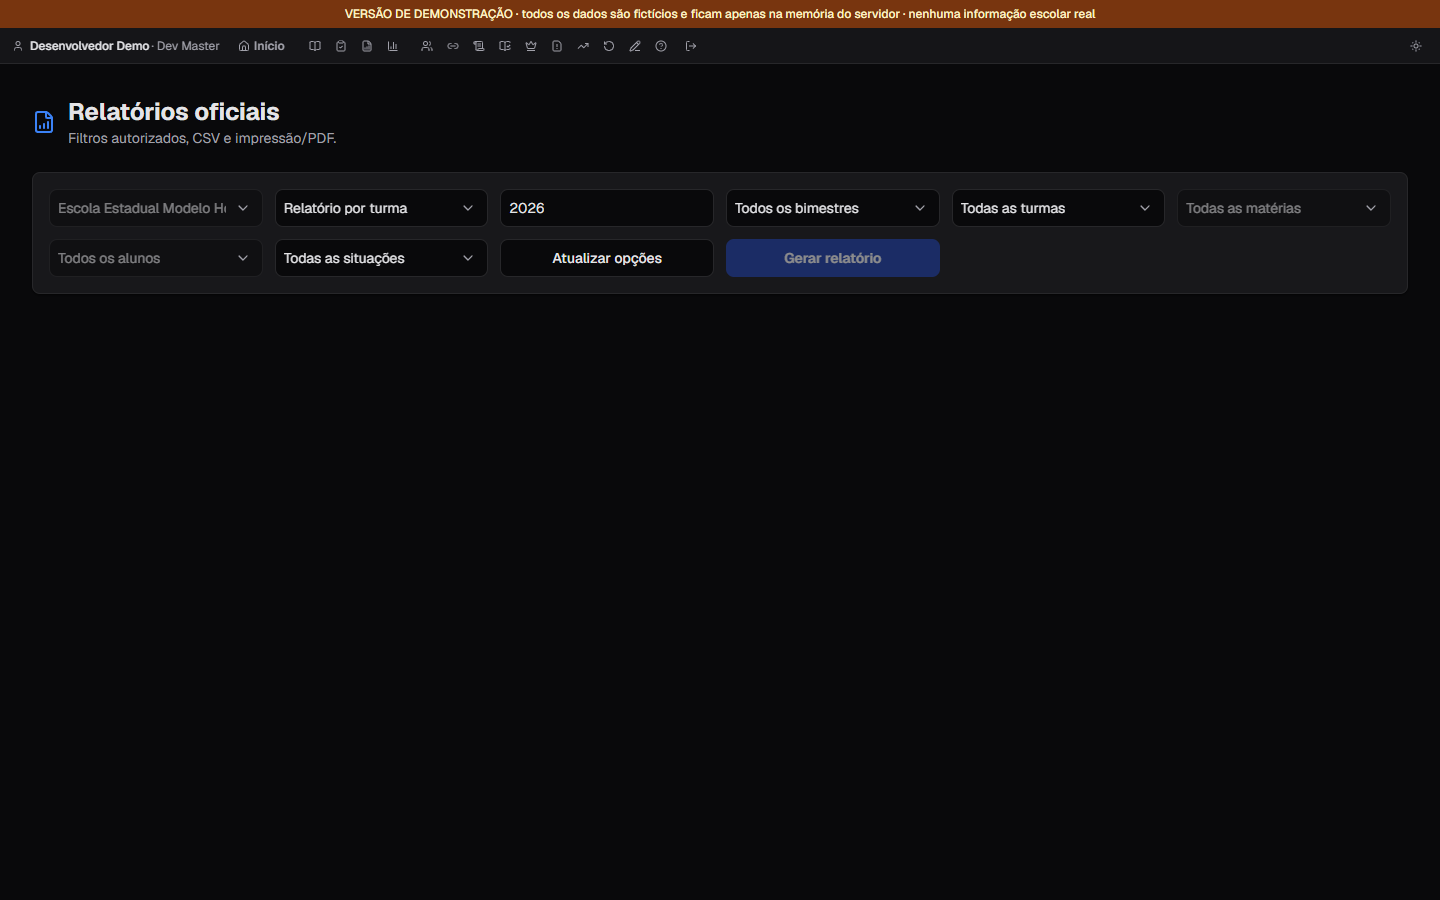 VERSÃO DE DEMONSTRAÇÃO · todos os dados são fictícios e ficam apenas na memória do servidor · nenhuma informação escolar real
Desenvolvedor Demo · Dev Master Início
Relatórios oficiais
Filtros autorizados, CSV e impressão/PDF.
Escola Estadual Modelo Relatório por turma 2026 Todos os bimestres Todas as turmas Todas as matérias
Todos os alunos Todas as situações Atualizar opções Gerar relatório